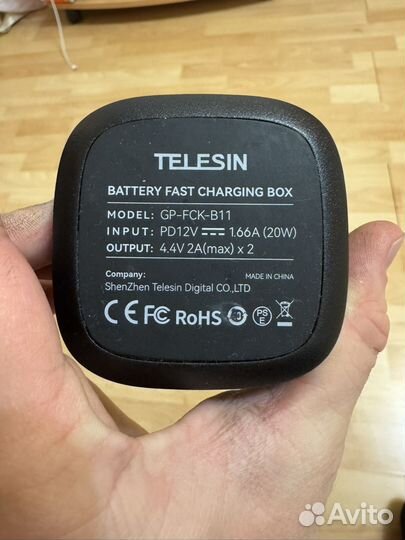 TELESIN
BATTERY FAST CHARGING BOX
MODEL: GP-FCK-B11
INPUT: PD12V ⎓ 1.66A (20W)
OUTPUT: 4.4V 2A(max) x 2
Company: MADE IN CHINA
ShenZhen Telesin Digital CO.,LTD
CE FC RoHS PS E
Avito